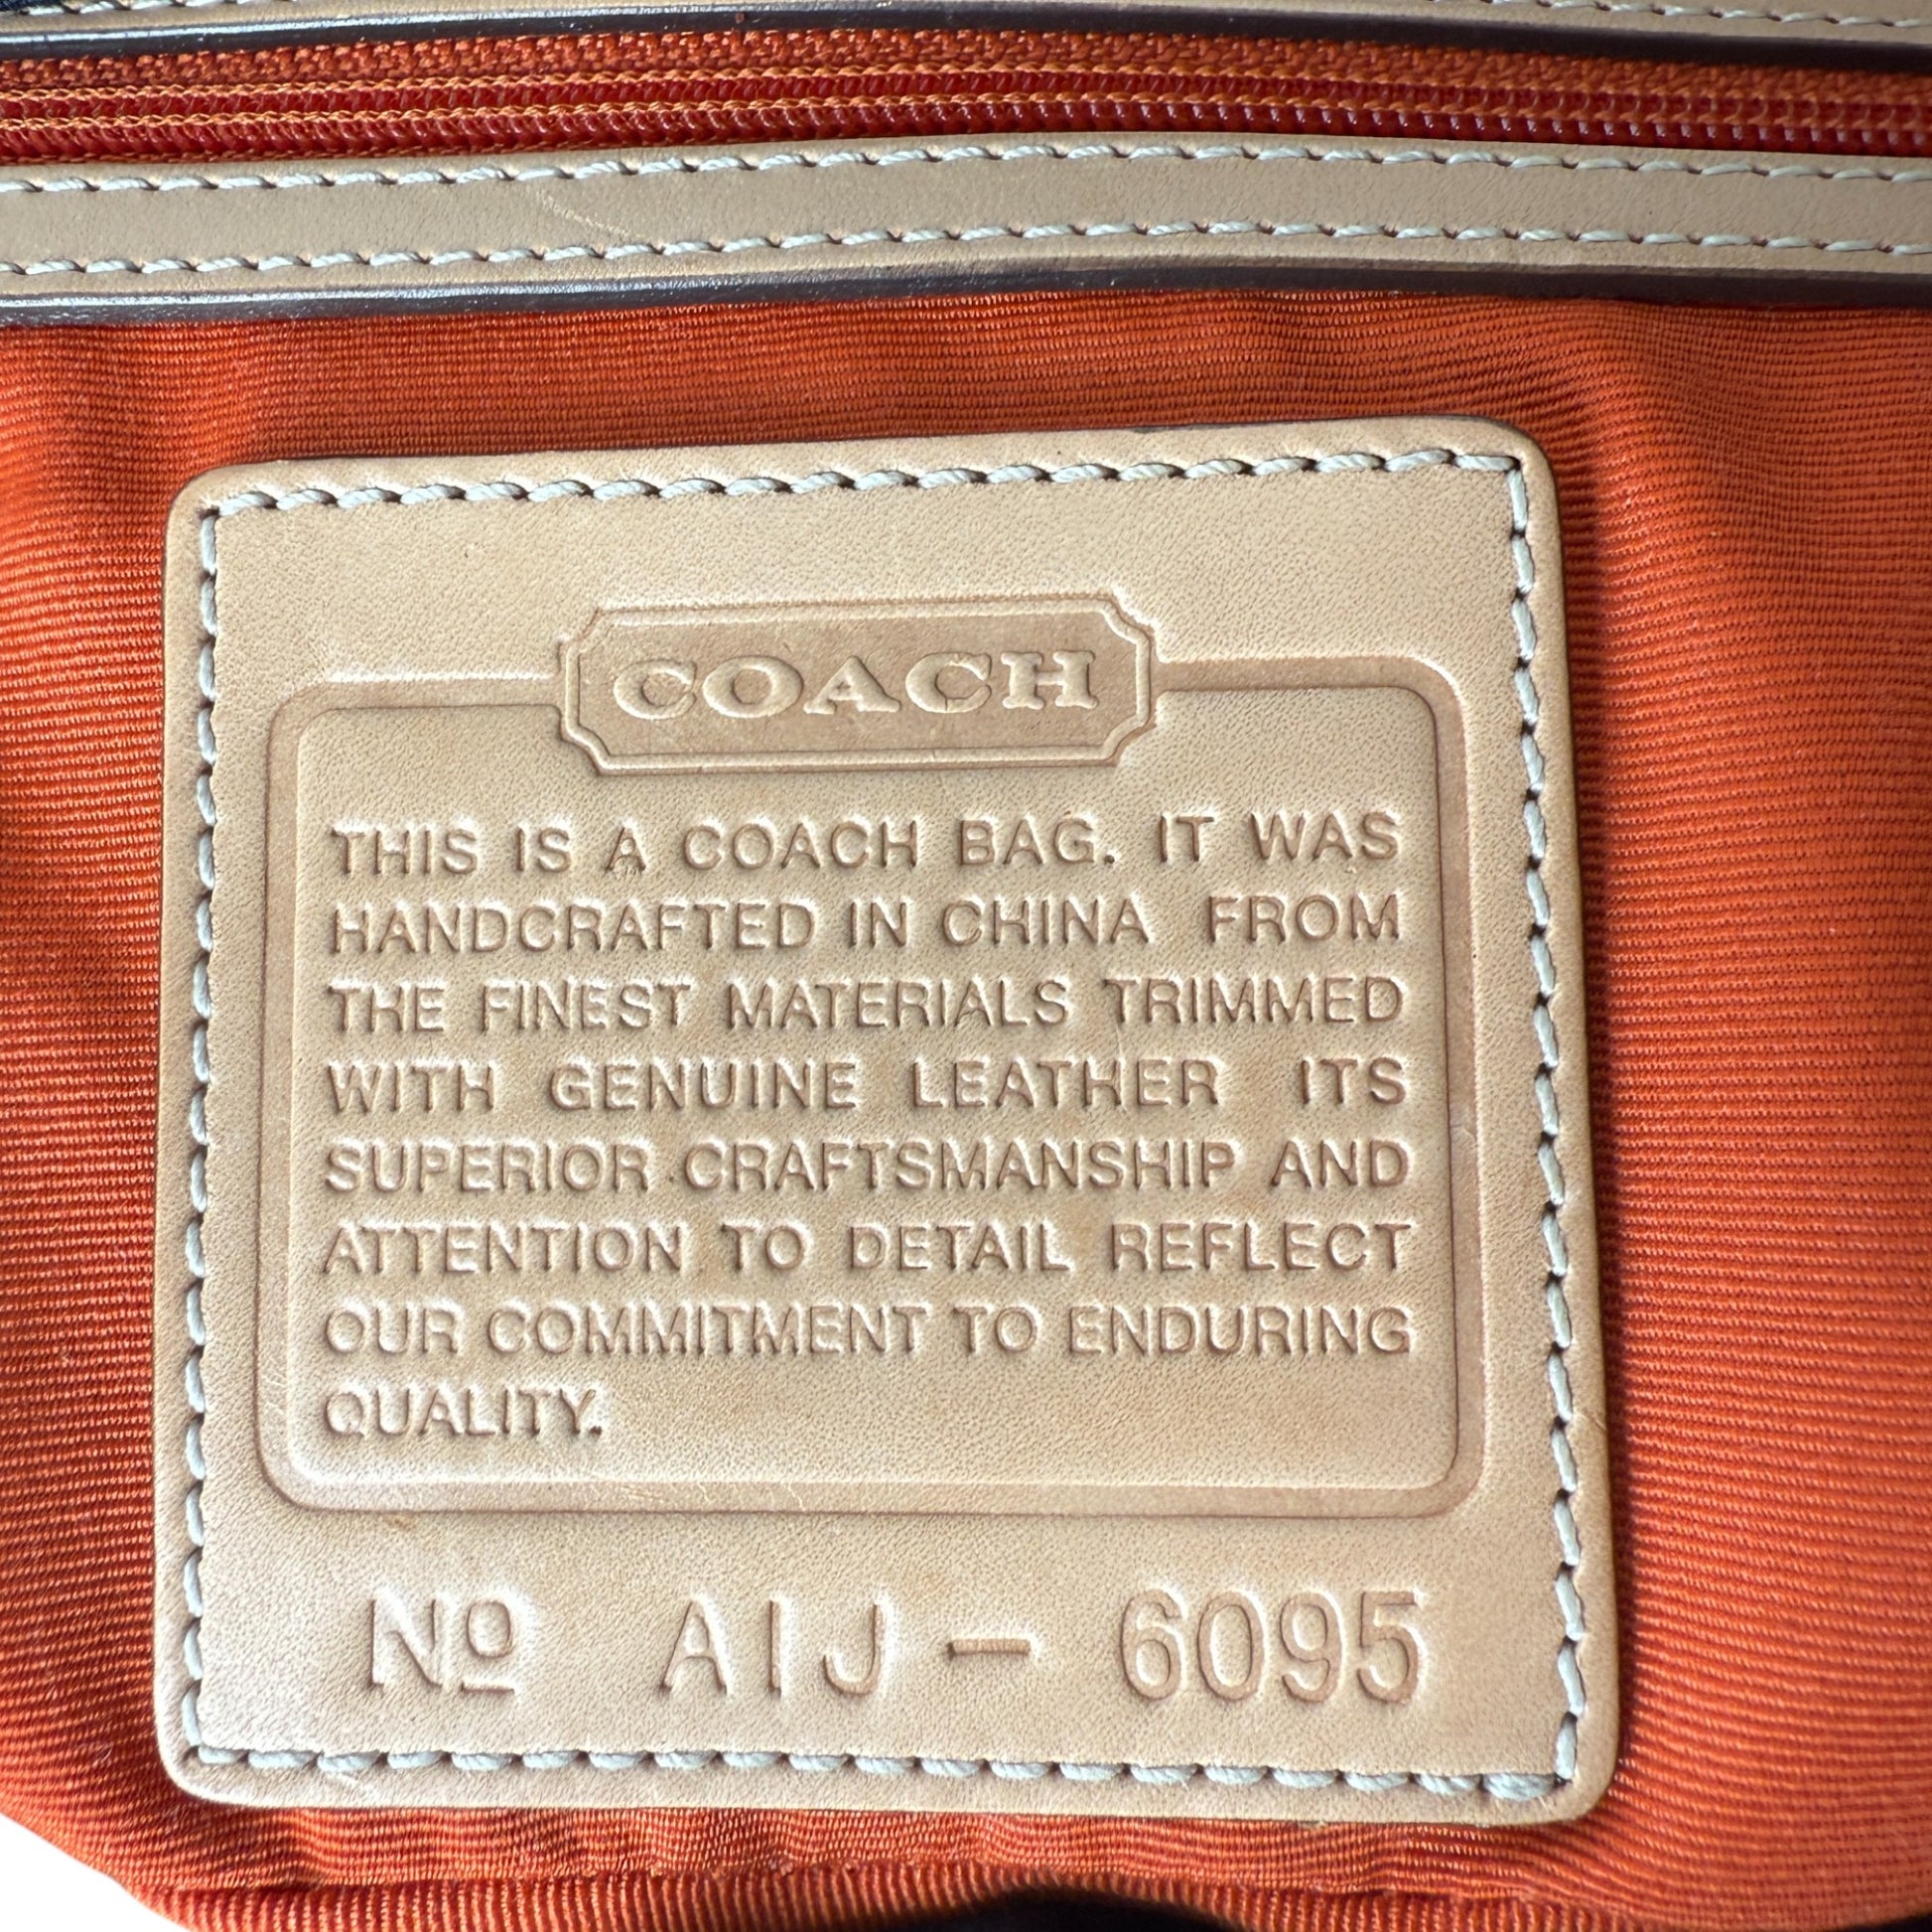 COACH
THIS IS A COACH BAG. IT WAS
HANDCRAFTED IN CHINA FROM
THE FINEST MATERIALS TRIMMED
WITH GENUINE LEATHER ITS
SUPERIOR CRAFTSMANSHIP AND
ATTENTION TO DETAIL REFLECT
OUR COMMITMENT TO ENDURING
QUALITY.
No A1J - 6095